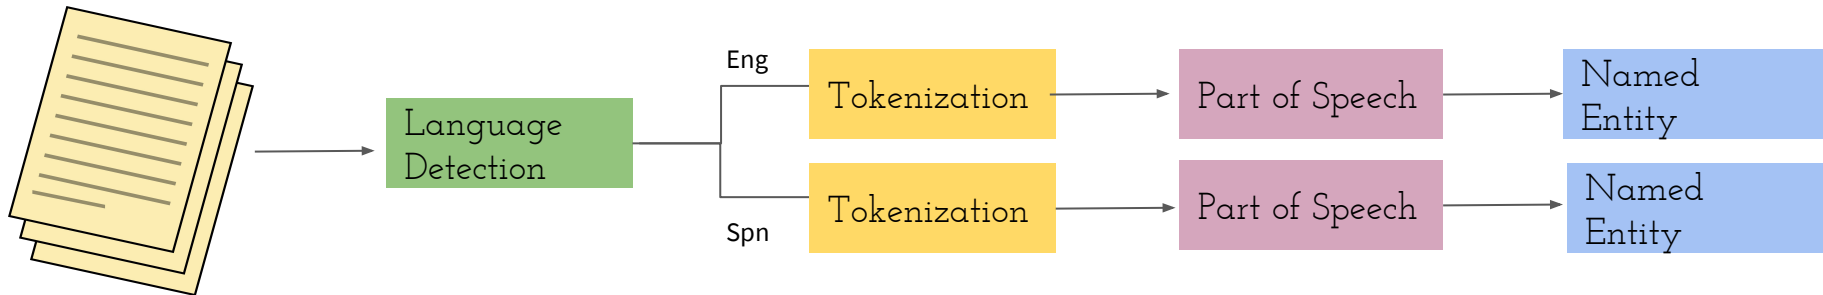 Eng
Tokenization
Part of Speech
Named
Entity
Language
Detection
Spn
Tokenization
Part of Speech
Named
Entity